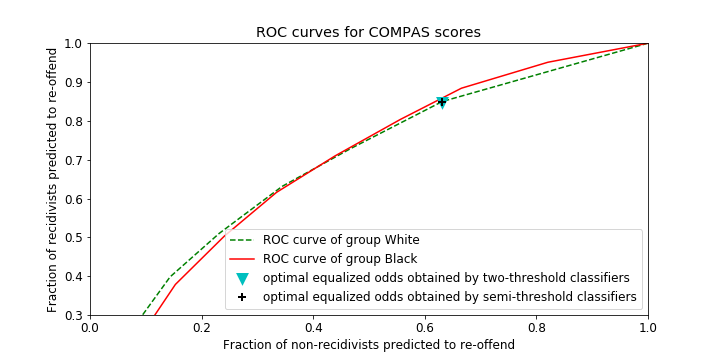 ROC curves for COMPAS scores
Fraction of recidivists predicted to re-offend
1.0
0.9
0.8
0.7
0.6
0.5
0.4
0.3
ROC curve of group White
ROC curve of group Black
optimal equalized odds obtained by two-threshold classifiers
optimal equalized odds obtained by semi-threshold classifiers
0.0 0.2 0.4 0.6 0.8 1.0
Fraction of non-recidivists predicted to re-offend